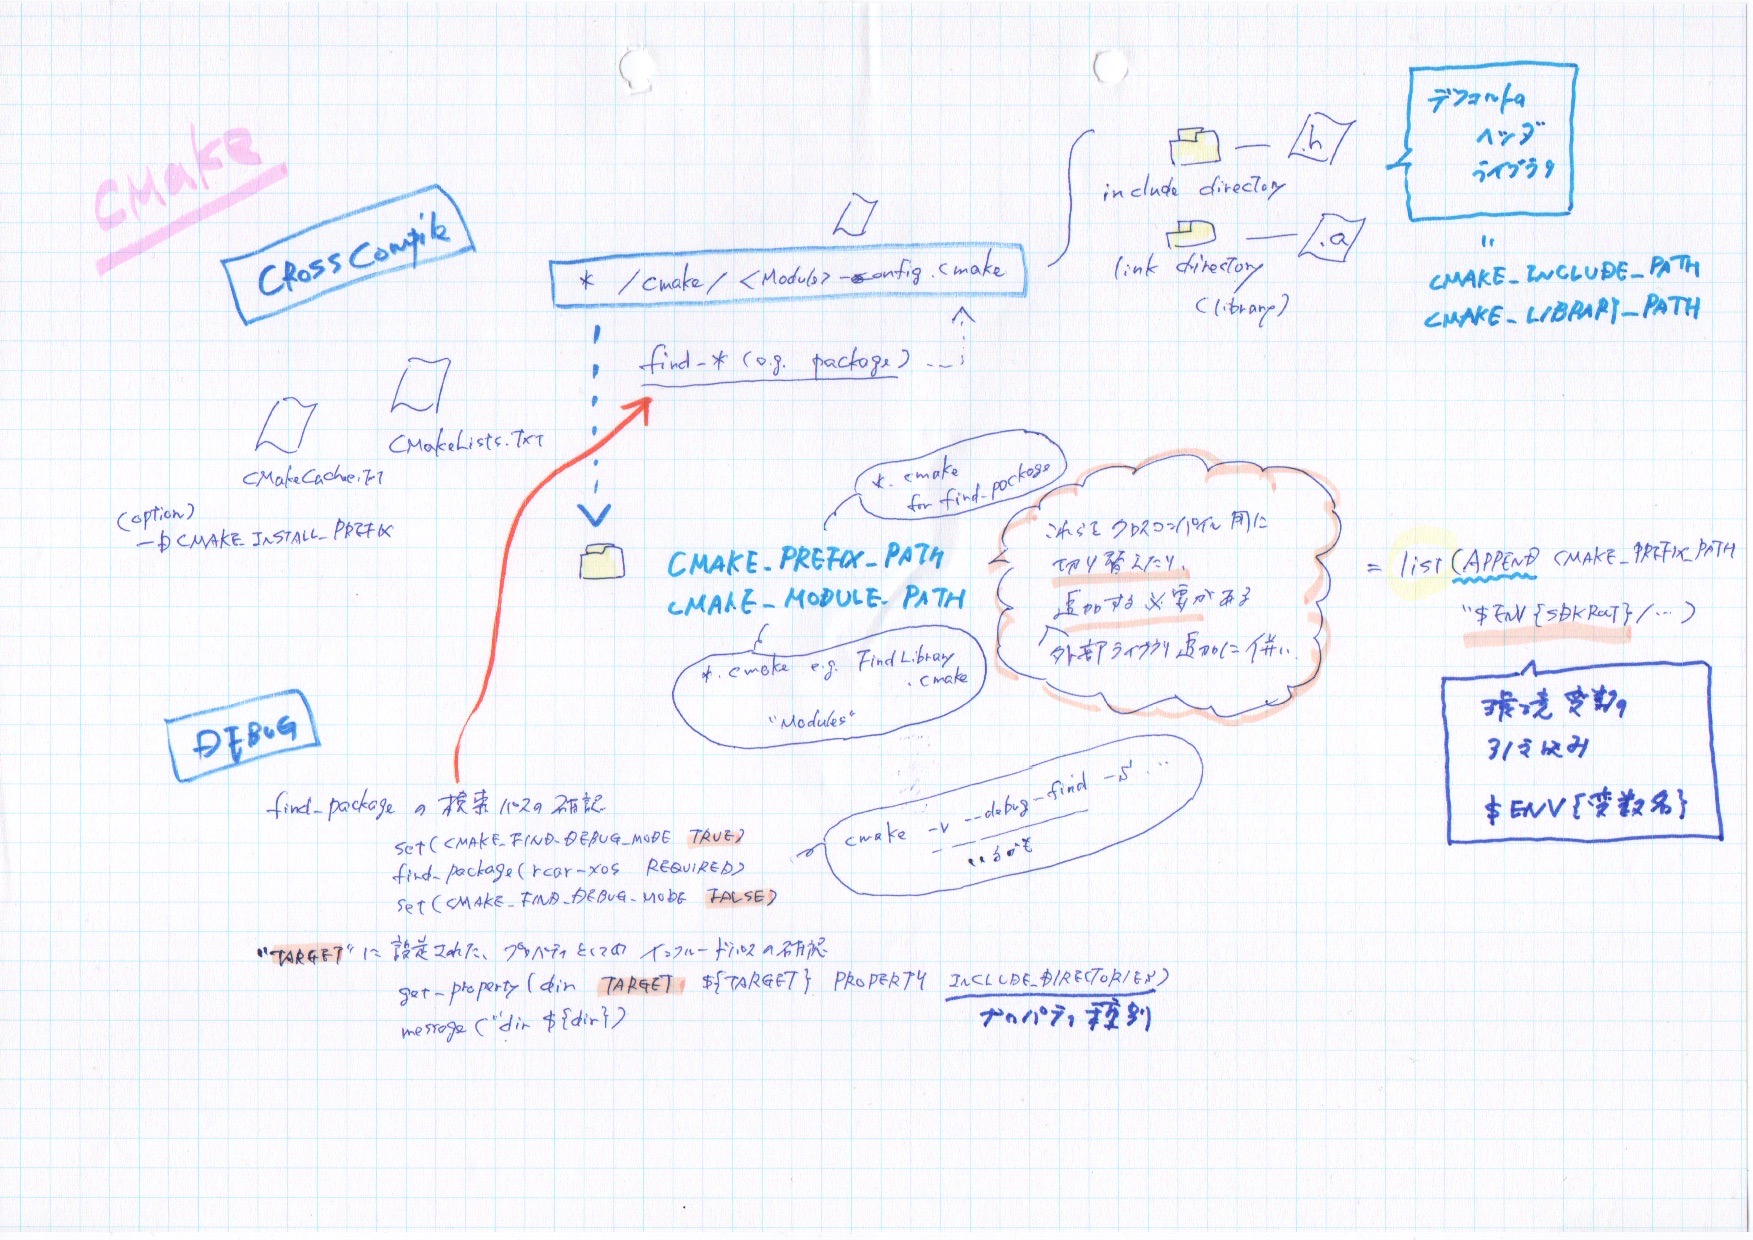 CMake
CROSS Compile
* /cmake/ <Module>-config.cmake
find_* (e.g. package)
include directory
.h
link directory
(library)
.a
デフォルトの
ヘッダ
ライブラリ
"
CMAKE_INCLUDE_PATH
CMAKE_LIBRARY_PATH
CMakeLists.txt
CMakeCache.txt
(option)
-DCMAKE_INSTALL_PREFIX
*.cmake
for find_package
CMAKE_PREFIX_PATH
CMAKE_MODULE_PATH
*.cmake e.g. FindLibrary
.cmake
"Modules"
これらをクロスコンパイル用に
切り替えたり、
追加する必要がある
外部ライブラリ追加に伴い
= list (APPEND CMAKE_PREFIX_PATH
"$ENV{SDKROOT}/…)
環境変数の
引き込み
$ENV{変数名}
DEBUG
find_package の検索パスの確認
set(CMAKE_FIND_DEBUG_MODE TRUE)
find_package(rcar-xos REQUIRED)
set(CMAKE_FIND_DEBUG_MODE FALSE)
cmake -v --debug-find -S …
"TARGET"に設定された、プロパティとしてのインクルードパスの確認
get_property(dir TARGET ${TARGET} PROPERTY INCLUDE_DIRECTORIES)
プロパティ種別
message("dir ${dir})